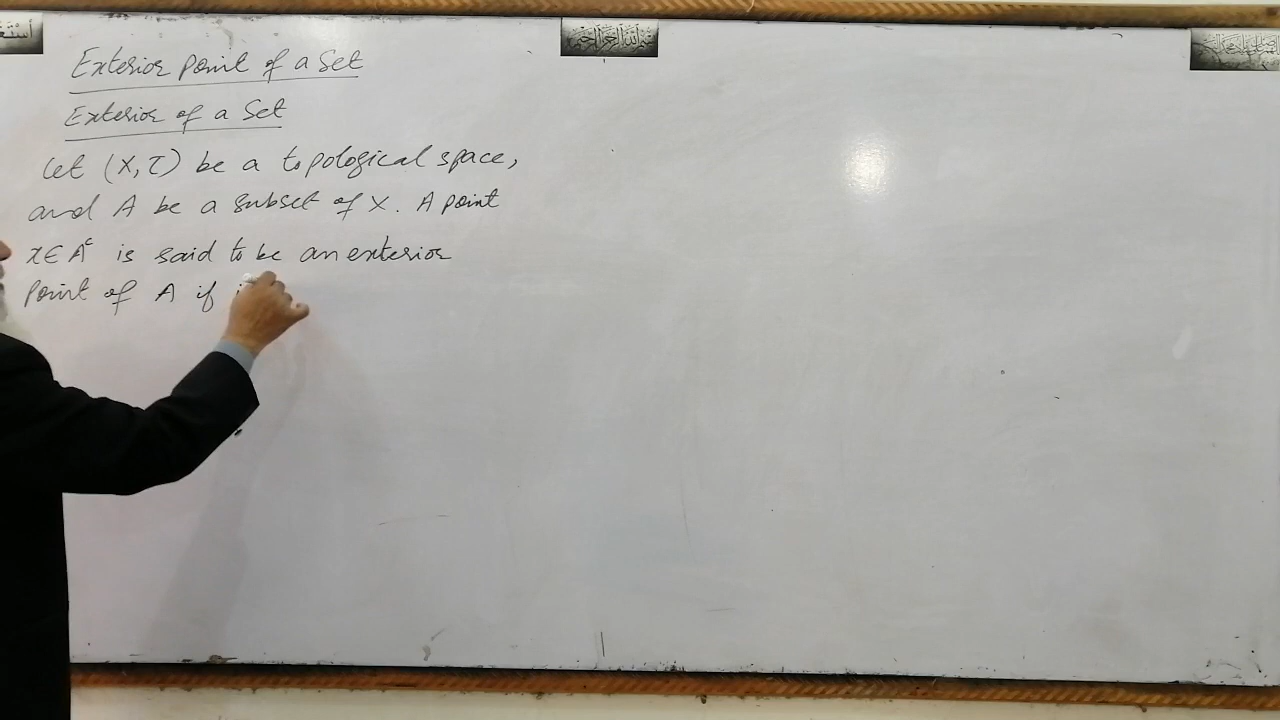 Exterior Point of a Set
Exterior of a Set
Let (X, τ) be a topological space,
and A be a subset of X. A point
x∈Aᶜ is said to be an exterior
Point of A if i